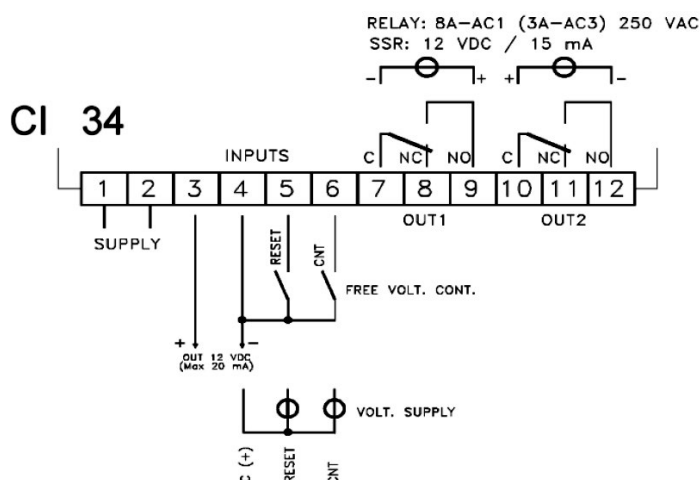 RELAY: 8A-AC1 (3A-AC3) 250 VAC
SSR: 12 VDC / 15 mA
- + + -
CI 34
INPUTS
C NC NO C NC NO
1 2 3 4 5 6 7 8 9 10 11 12
SUPPLY
OUT1 OUT2
RESET
CNT
FREE VOLT. CONT.
+ -
OUT 12 VDC
(Max 20 mA)
VOLT. SUPPLY
C (+)
RESET
CNT